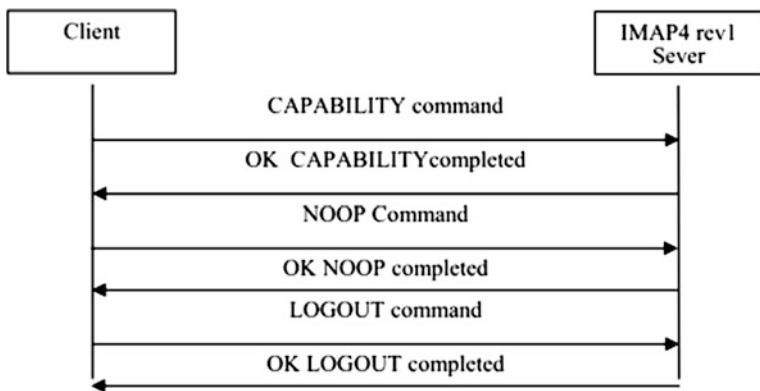 Client
IMAP4 rev1
Sever
CAPABILITY command
OK CAPABILITYcompleted
NOOP Command
OK NOOP completed
LOGOUT command
OK LOGOUT completed